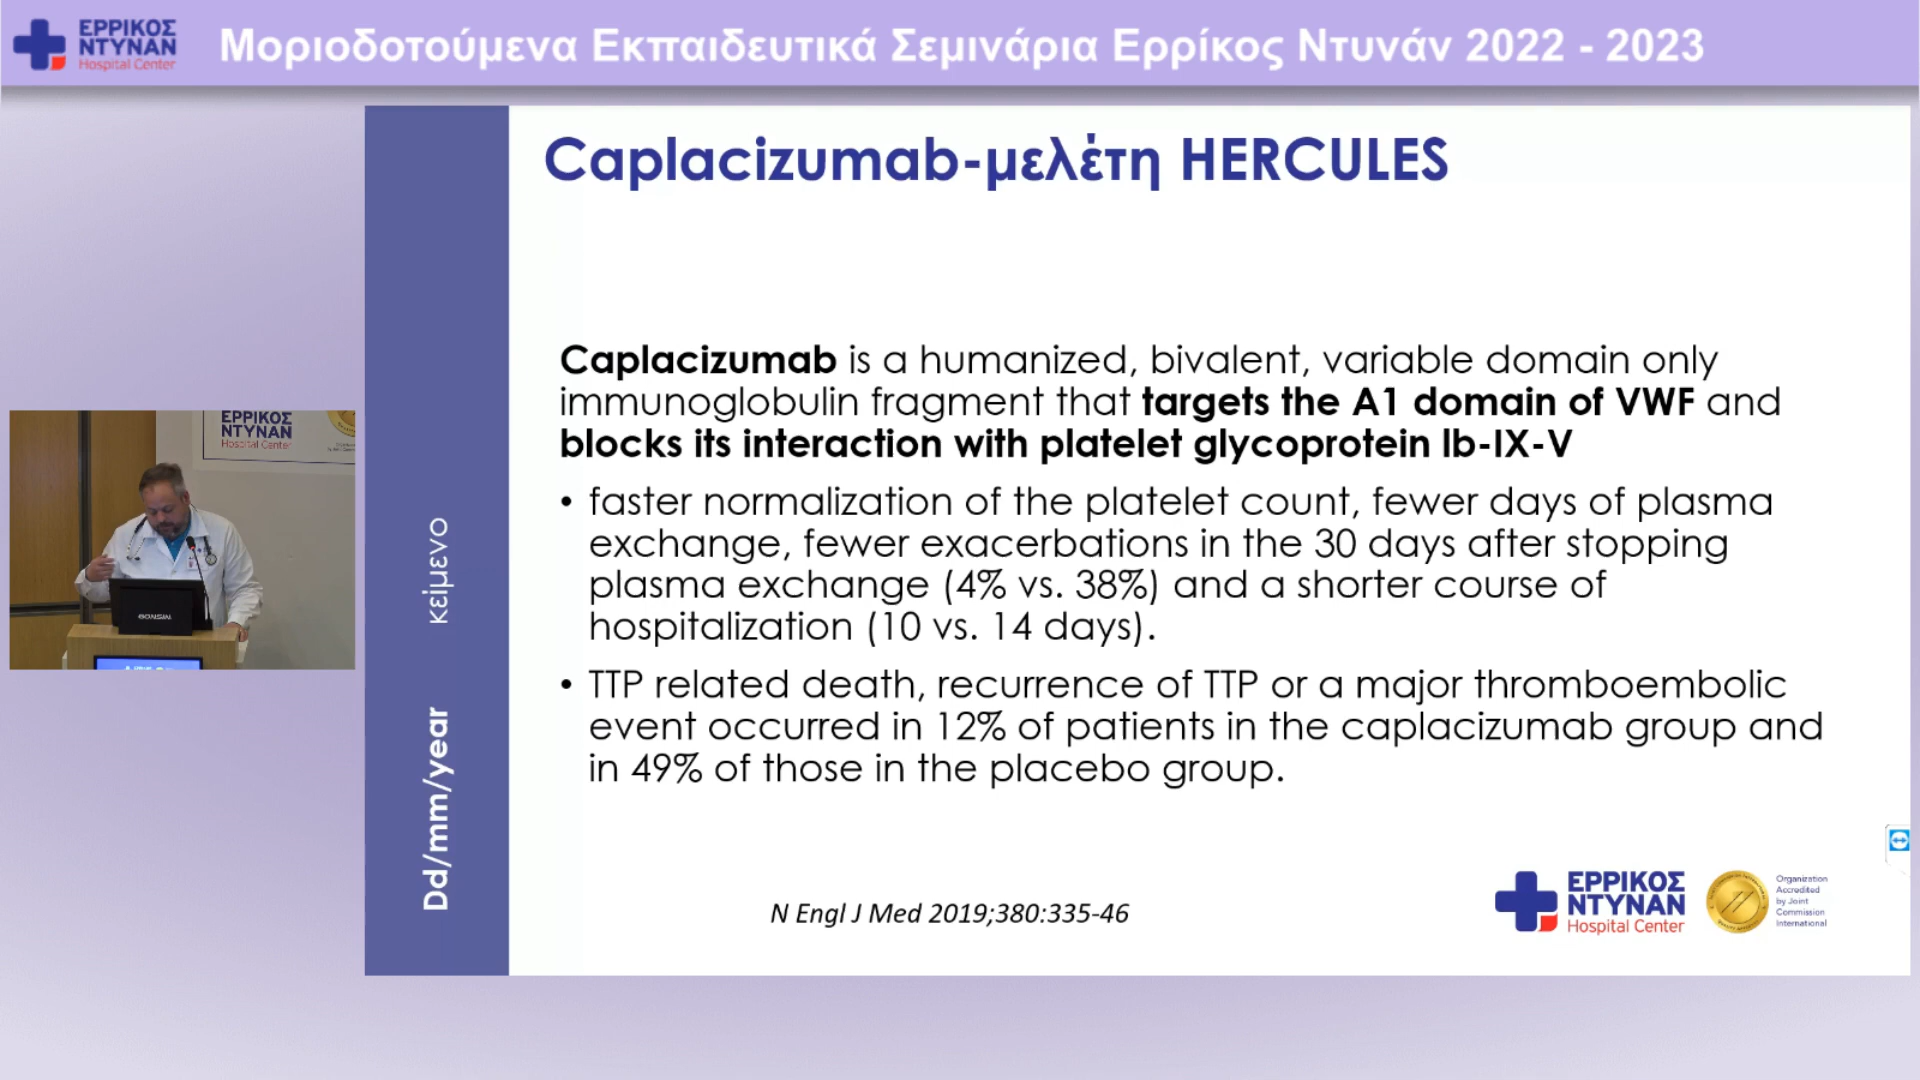 ΕΡΡΙΚΟΣ
ΝΤΥΝΑΝ
Hospital Center
Μοριοδοτούμενα Εκπαιδευτικά Σεμινάρια Ερρίκος Ντυνάν 2022 - 2023
Caplacizumab-μελέτη HERCULES
Caplacizumab is a humanized, bivalent, variable domain only
immunoglobulin fragment that targets the A1 domain of VWF and
blocks its interaction with platelet glycoprotein Ib-IX-V
• faster normalization of the platelet count, fewer days of plasma
exchange, fewer exacerbations in the 30 days after stopping
plasma exchange (4% vs. 38%) and a shorter course of
hospitalization (10 vs. 14 days).
• TTP related death, recurrence of TTP or a major thromboembolic
event occurred in 12% of patients in the caplacizumab group and
in 49% of those in the placebo group.
N Engl J Med 2019;380:335-46
κείμενο
Dd/mm/year
ΕΡΡΙΚΟΣ
ΝΤΥΝΑΝ
Hospital Center
Organization
Accredited
by Joint
Commission
International
ΕΡΡΙΚΟΣ
ΝΤΥΝΑΝ
Hospital Center